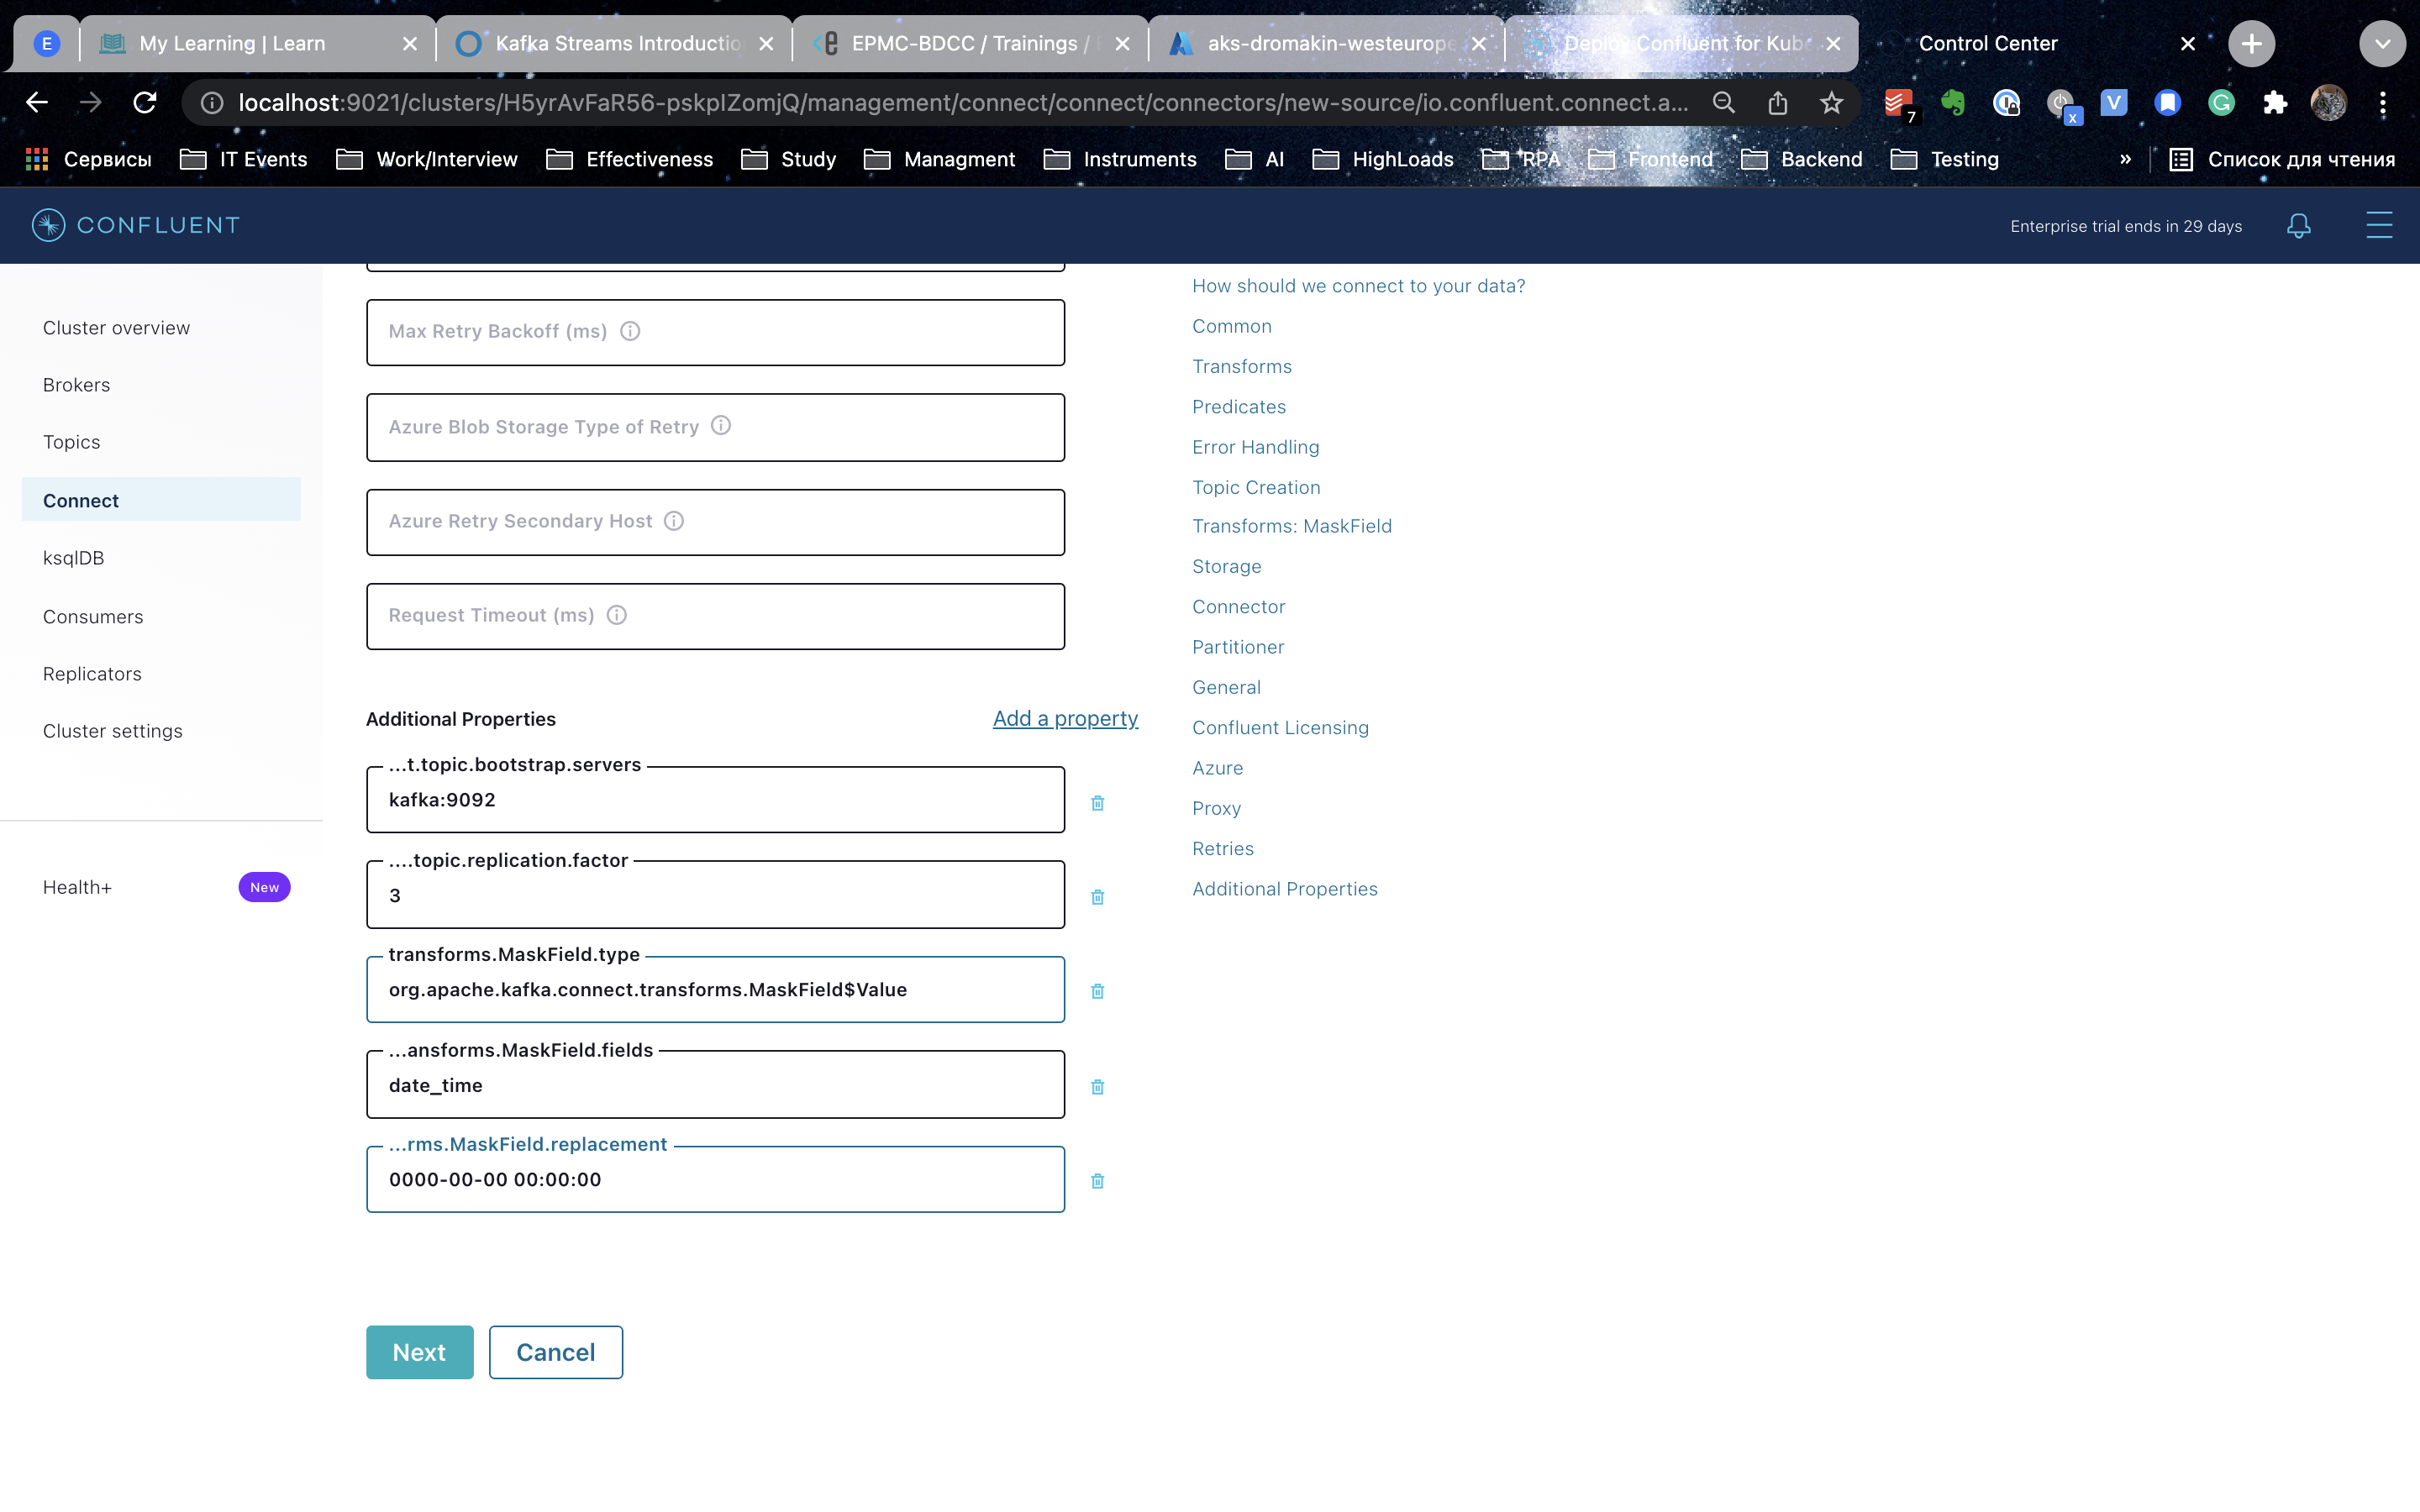 E
My Learning | Learn
Kafka Streams Introductio
EPMC-BDCC / Trainings /
aks-dromakin-westeurope
Deploy Confluent for Kube
Control Center
localhost:9021/clusters/H5yrAvFaR56-pskpIZomjQ/management/connect/connect/connectors/new-source/io.confluent.connect.a...
7
x
V
Сервисы
IT Events
Work/Interview
Effectiveness
Study
Managment
Instruments
AI
HighLoads
RPA
Frontend
Backend
Testing
»
Список для чтения
CONFLUENT
Enterprise trial ends in 29 days
Cluster overview
Brokers
Topics
Connect
ksqlDB
Consumers
Replicators
Cluster settings
Health+
New
Max Retry Backoff (ms)
Azure Blob Storage Type of Retry
Azure Retry Secondary Host
Request Timeout (ms)
Additional Properties
Add a property
...t.topic.bootstrap.servers
kafka:9092
....topic.replication.factor
3
transforms.MaskField.type
org.apache.kafka.connect.transforms.MaskField$Value
...ansforms.MaskField.fields
date_time
...rms.MaskField.replacement
0000-00-00 00:00:00
Next
Cancel
How should we connect to your data?
Common
Transforms
Predicates
Error Handling
Topic Creation
Transforms: MaskField
Storage
Connector
Partitioner
General
Confluent Licensing
Azure
Proxy
Retries
Additional Properties